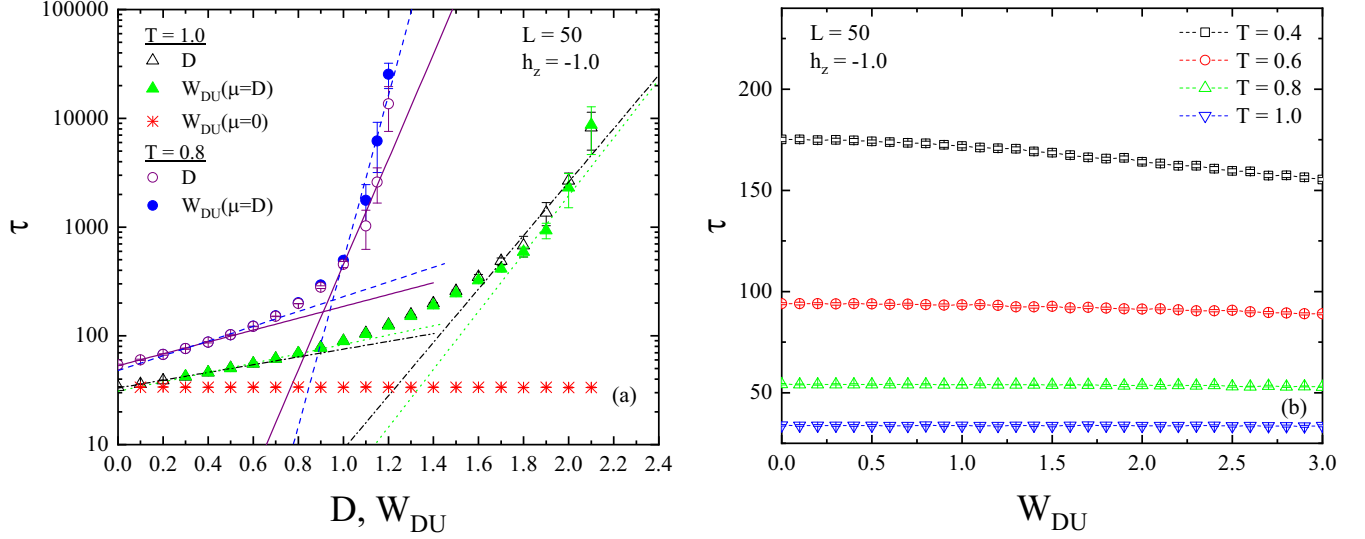 100000
10000
1000
100
10
τ
T = 1.0
D
W_DU(μ=D)
W_DU(μ=0)
T = 0.8
D
W_DU(μ=D)
L = 50
h_z = -1.0
(a)
0.0 0.2 0.4 0.6 0.8 1.0 1.2 1.4 1.6 1.8 2.0 2.2 2.4
D, W_DU
175
150
125
100
75
50
τ
L = 50
h_z = -1.0
T = 0.4
T = 0.6
T = 0.8
T = 1.0
(b)
0.0 0.5 1.0 1.5 2.0 2.5 3.0
W_DU